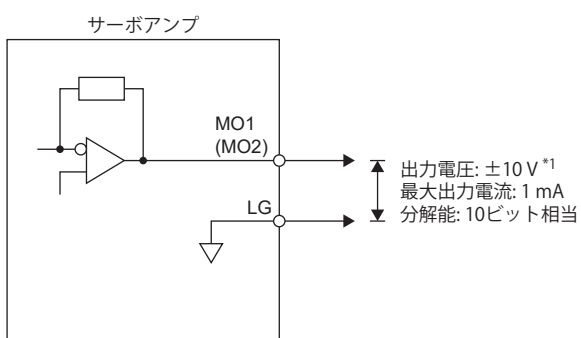 サーボアンプ
MO1
(MO2)
LG
出力電圧: ±10 V *1
最大出力電流: 1 mA
分解能: 10ビット相当